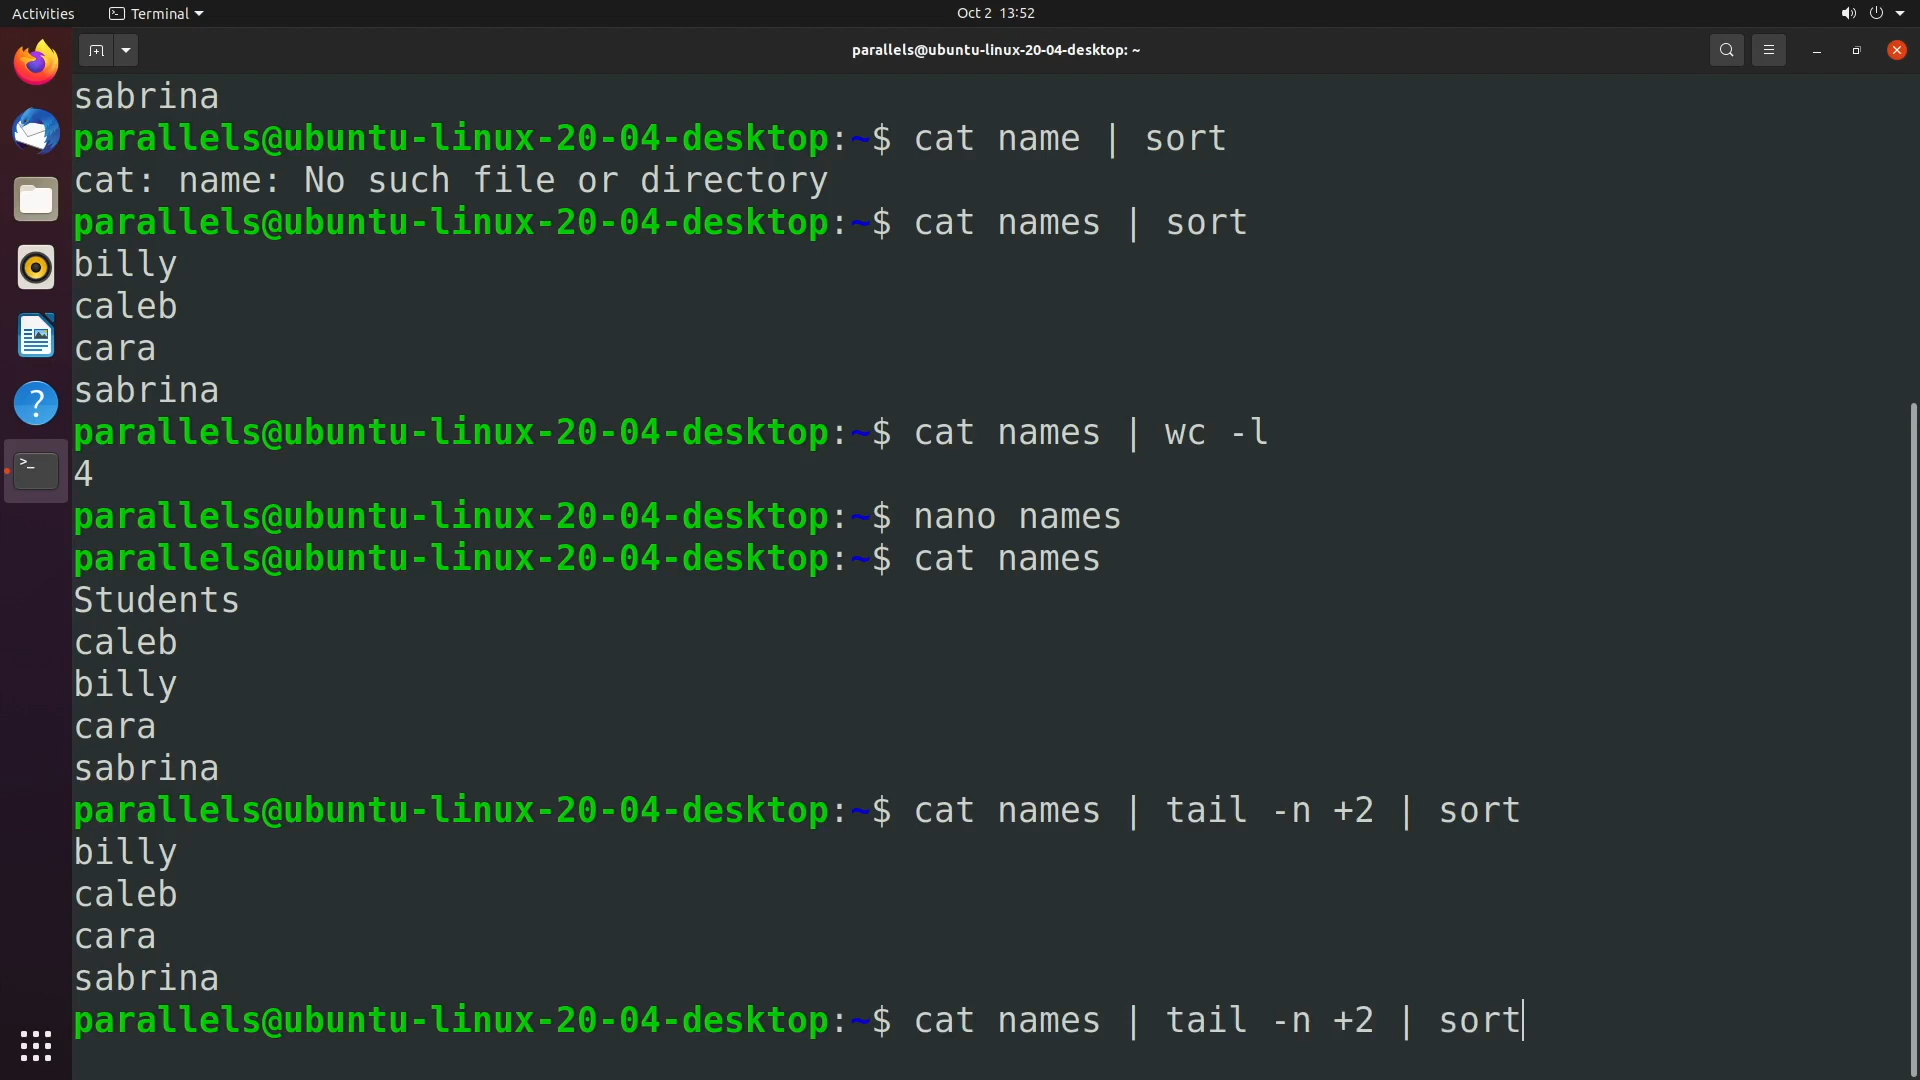 Activities Terminal Oct 2 13:52
parallels@ubuntu-linux-20-04-desktop: ~
sabrina
parallels@ubuntu-linux-20-04-desktop:~$ cat name | sort
cat: name: No such file or directory
parallels@ubuntu-linux-20-04-desktop:~$ cat names | sort
billy
caleb
cara
sabrina
parallels@ubuntu-linux-20-04-desktop:~$ cat names | wc -l
4
parallels@ubuntu-linux-20-04-desktop:~$ nano names
parallels@ubuntu-linux-20-04-desktop:~$ cat names
Students
caleb
billy
cara
sabrina
parallels@ubuntu-linux-20-04-desktop:~$ cat names | tail -n +2 | sort
billy
caleb
cara
sabrina
parallels@ubuntu-linux-20-04-desktop:~$ cat names | tail -n +2 | sort